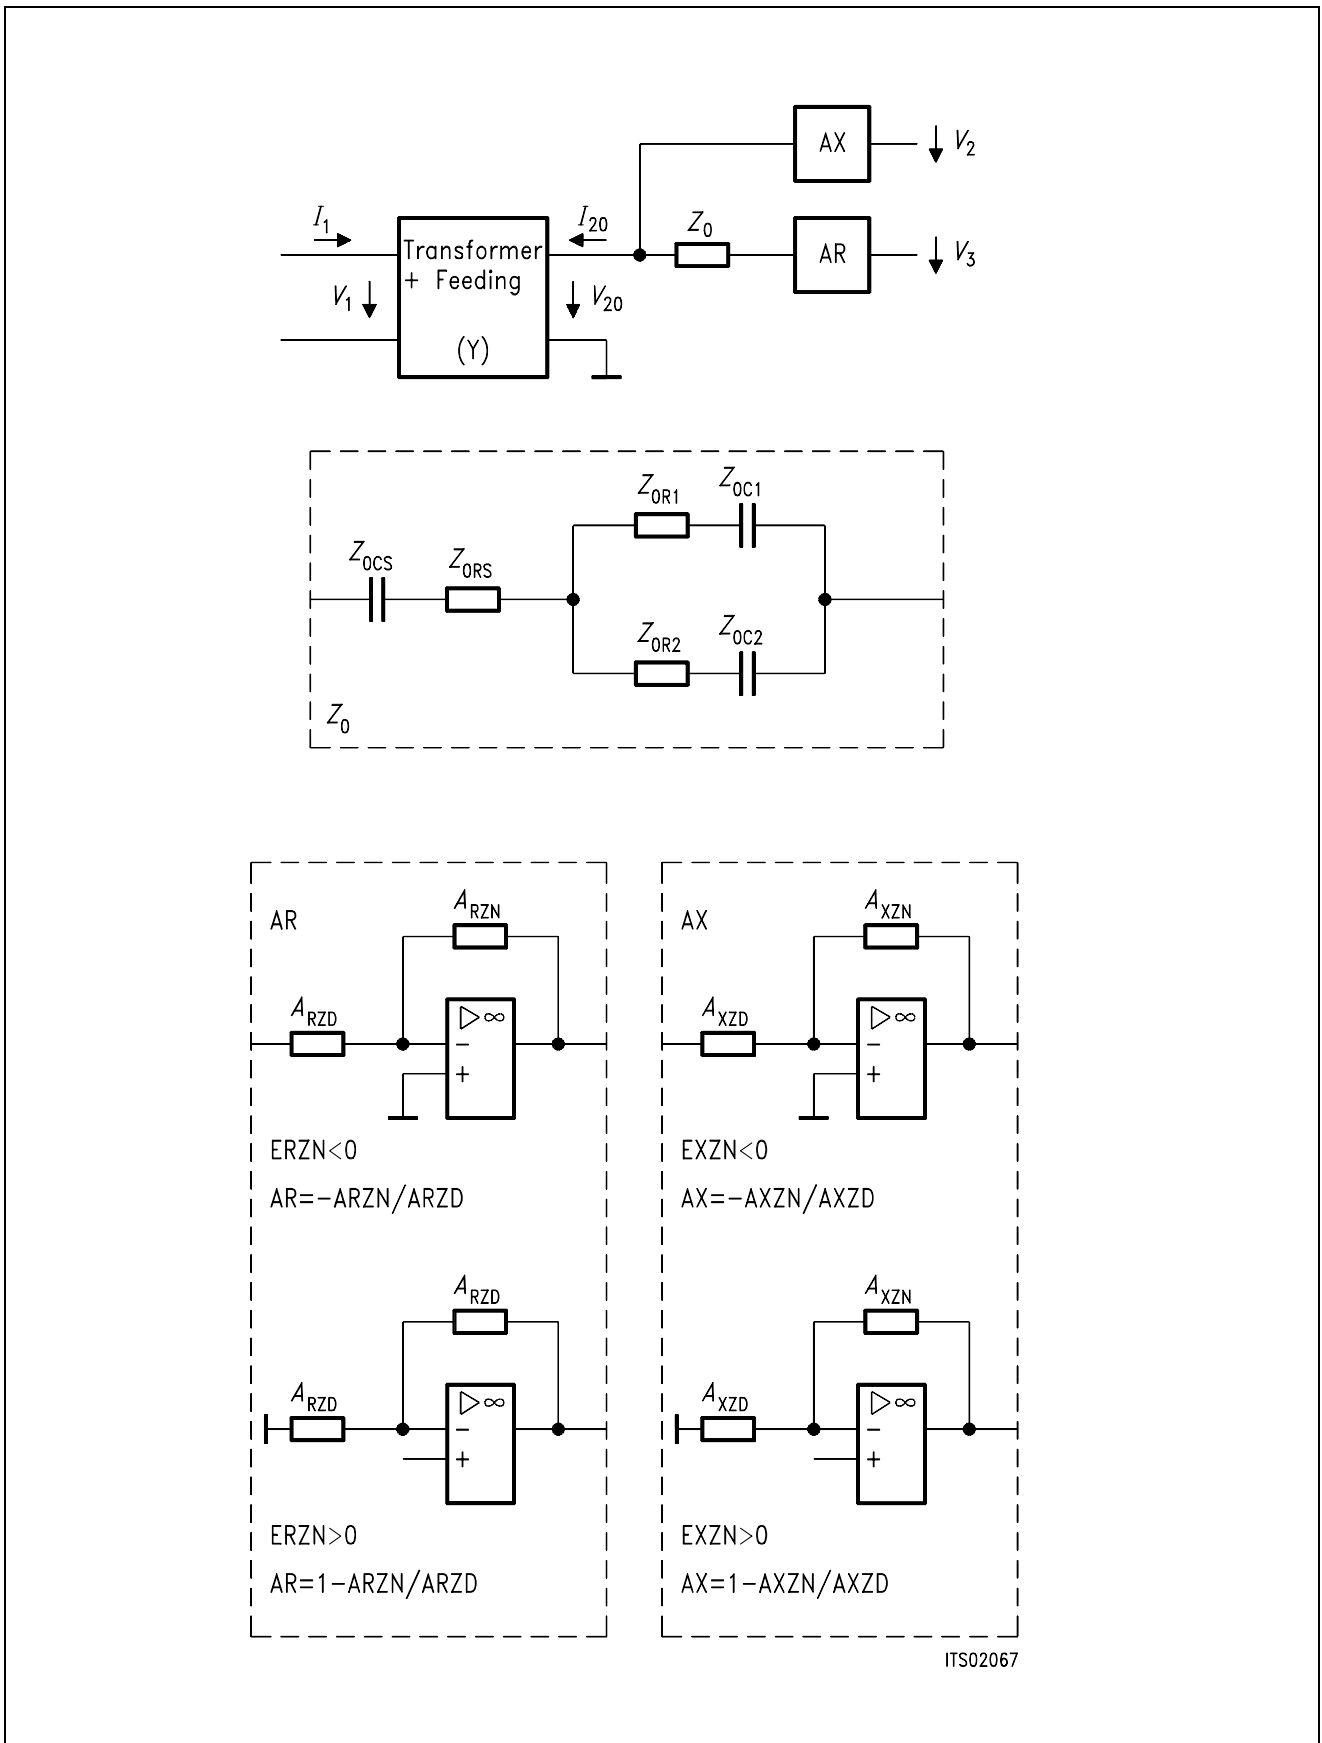 AX
V2
I1
I20
Z0
AR
V3
Transformer
+ Feeding
V1
V20
(Y)
Z0R1
Z0C1
Z0CS
Z0RS
Z0R2
Z0C2
Z0
AR
ARZN
ARZD
∞
−
+
ERZN<0
AR=−ARZN/ARZD
ARZD
ARZD
∞
−
+
ERZN>0
AR=1−ARZN/ARZD
AX
AXZN
AXZD
∞
−
+
EXZN<0
AX=−AXZN/AXZD
AXZN
AXZD
∞
−
+
EXZN>0
AX=1−AXZN/AXZD
ITS02067